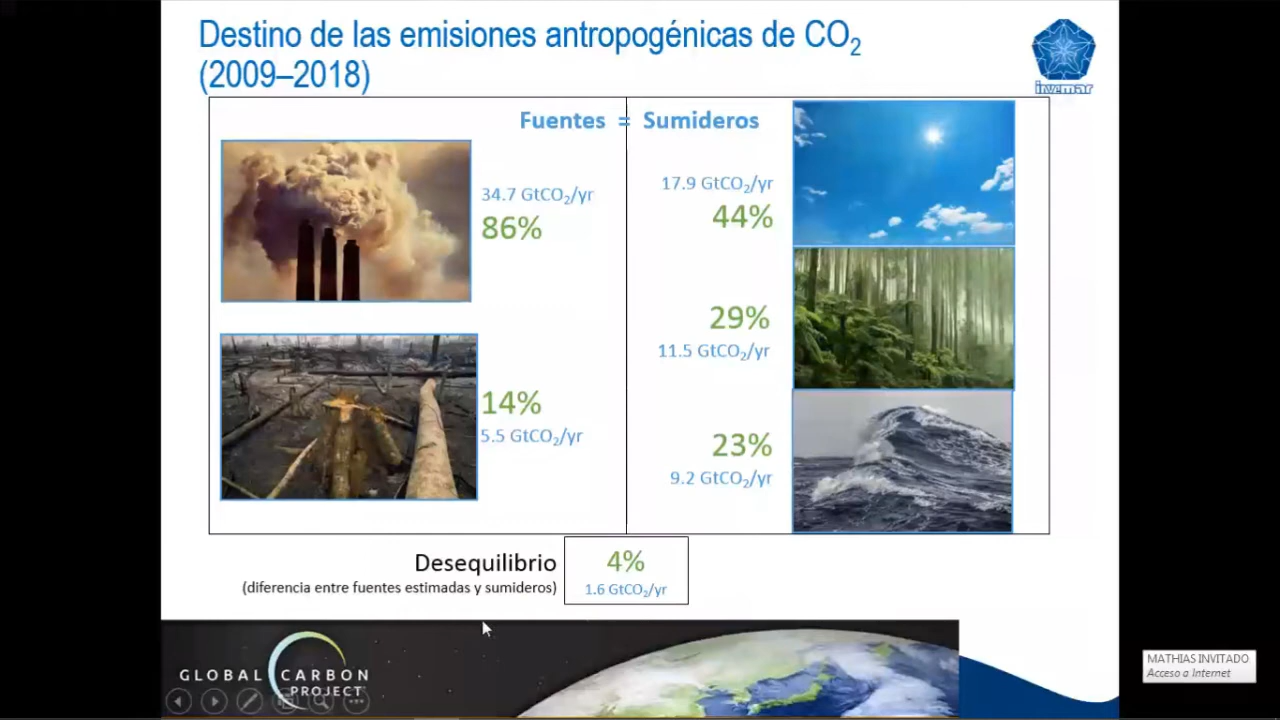 Destino de las emisiones antropogénicas de CO₂
(2009–2018)
invemar
Fuentes = Sumideros
34.7 GtCO₂/yr
86%
17.9 GtCO₂/yr
44%
29%
11.5 GtCO₂/yr
14%
5.5 GtCO₂/yr
23%
9.2 GtCO₂/yr
Desequilibrio
(diferencia entre fuentes estimadas y sumideros)
4%
1.6 GtCO₂/yr
GLOBAL CARBON
PROJECT
MATHIAS INVITADO
Acceso a Internet